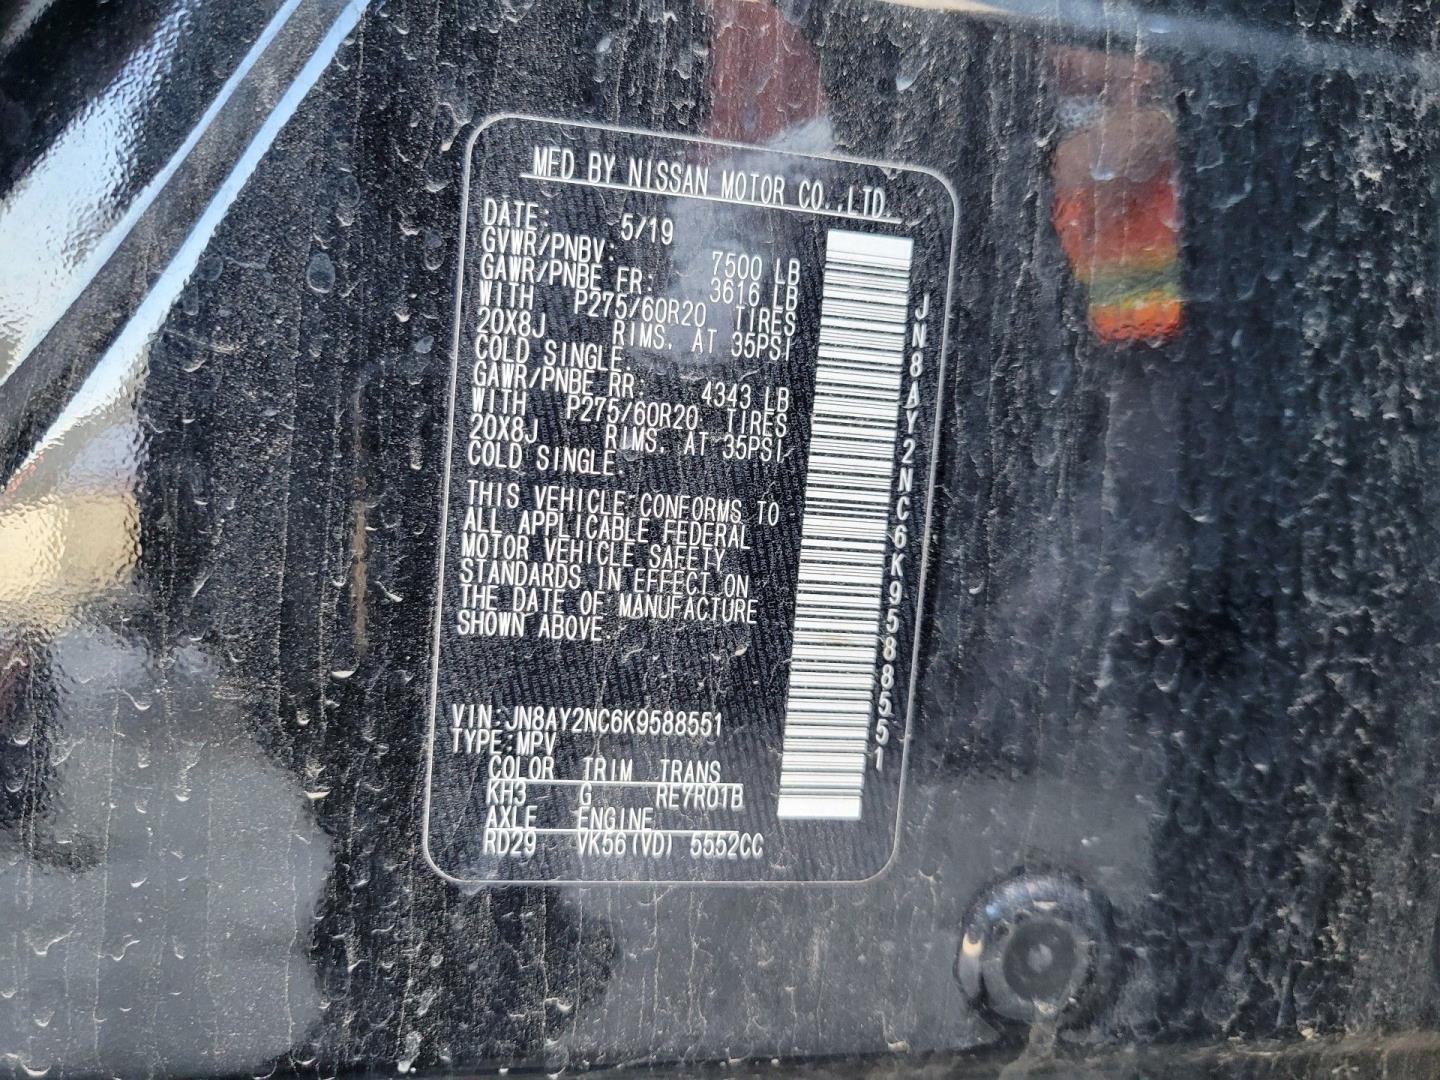 MFD BY NISSAN MOTOR CO.,LTD.
DATE: 5/19
GVWR/PNBV: 7500 LB
GAWR/PNBE FR: 3616 LB
WITH P275/60R20 TIRES
20X8J RIMS. AT 35PSI
COLD SINGLE.
GAWR/PNBE RR: 4343 LB
WITH P275/60R20 TIRES
20X8J RIMS. AT 35PSI
COLD SINGLE.
THIS VEHICLE CONFORMS TO
ALL APPLICABLE FEDERAL
MOTOR VEHICLE SAFETY
STANDARDS IN EFFECT ON
THE DATE OF MANUFACTURE
SHOWN ABOVE.
VIN:JN8AY2NC6K9588551
TYPE:MPV
COLOR TRIM TRANS
KH3 G RE7R01B
AXLE ENGINE
RD29 VK56(VD) 5552CC
JN8AY2NC6K9588551